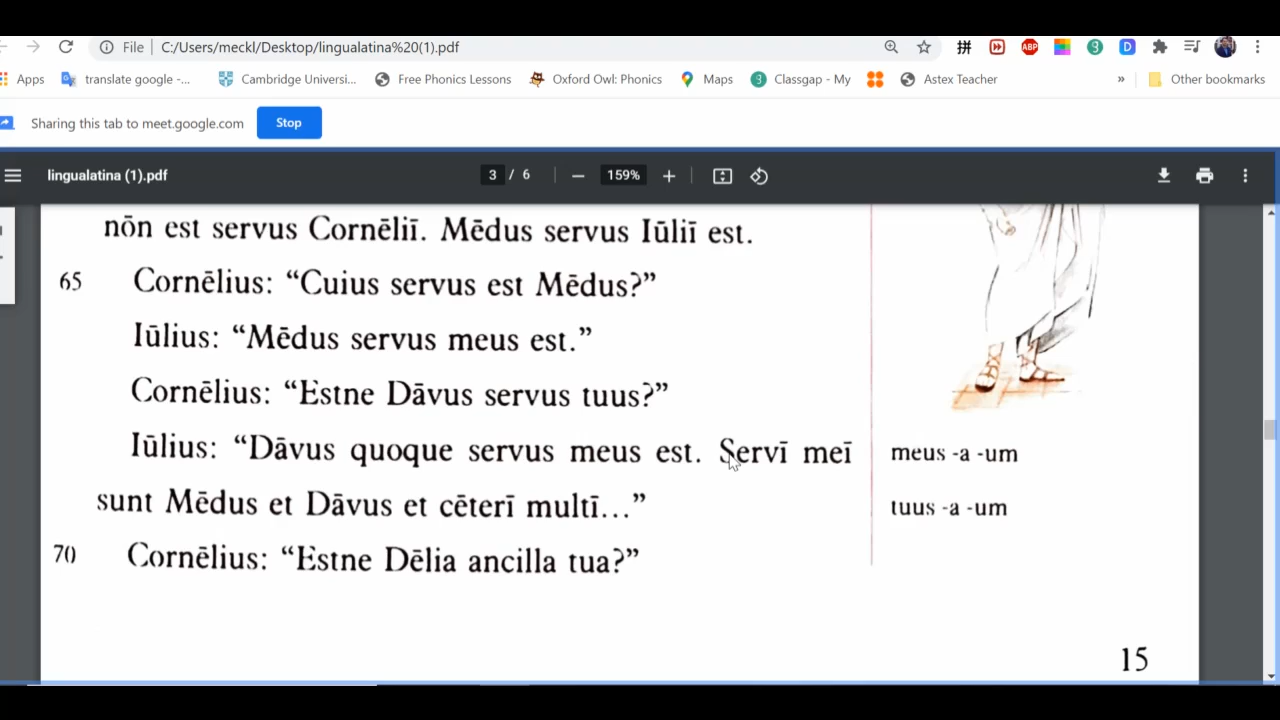 File | C:/Users/meckl/Desktop/lingualatina%20(1).pdf
Apps translate google -... Cambridge Universi... Free Phonics Lessons Oxford Owl: Phonics Maps Classgap - My Astex Teacher » Other bookmarks
Sharing this tab to meet.google.com Stop
lingualatina (1).pdf 3 / 6 − 159% +
nōn est servus Cornēliī. Mēdus servus Iūliī est.
65 Cornēlius: “Cuius servus est Mēdus?”
Iūlius: “Mēdus servus meus est.”
Cornēlius: “Estne Dāvus servus tuus?”
Iūlius: “Dāvus quoque servus meus est. Servī meī meus -a -um
sunt Mēdus et Dāvus et cēterī multī...” tuus -a -um
70 Cornēlius: “Estne Dēlia ancilla tua?”
15